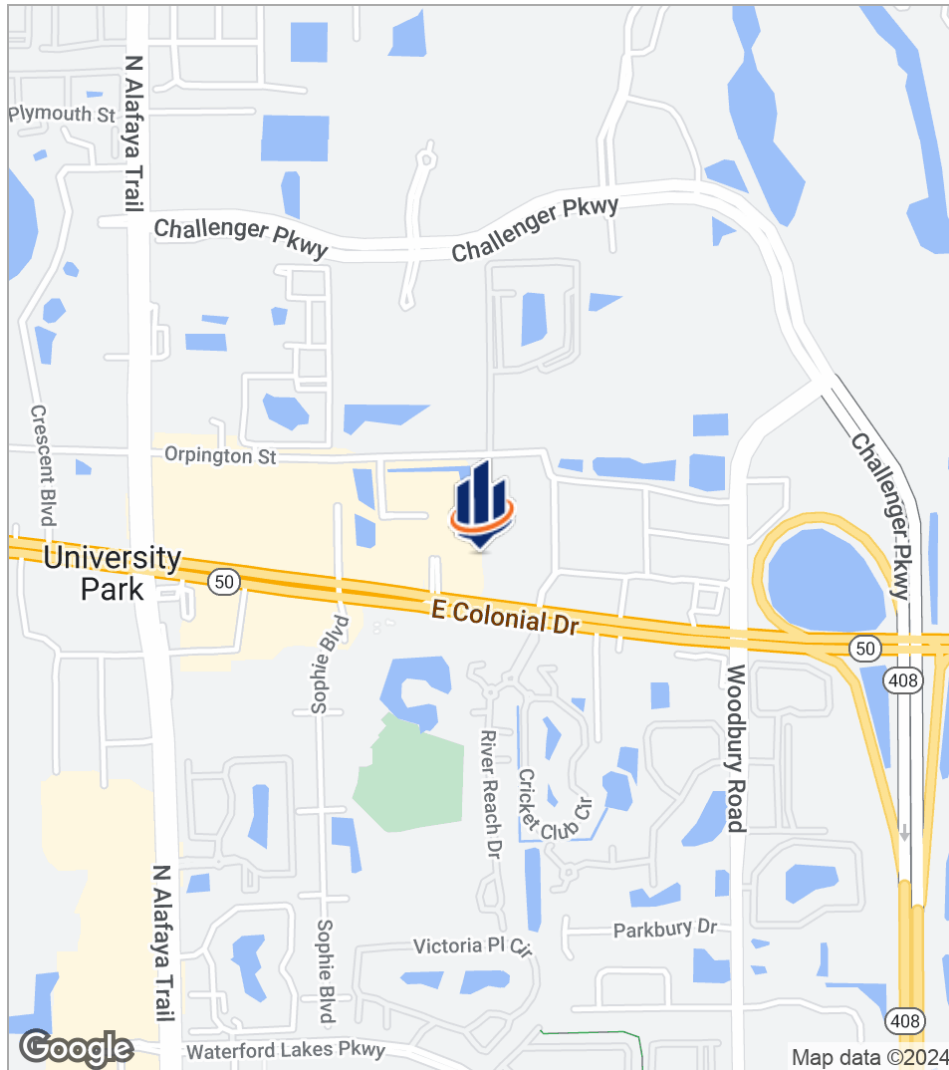 N Alafaya Trail
Plymouth St
Challenger Pkwy
Challenger Pkwy
Crescent Blvd
Orpington St
Challenger Pkwy
University
Park
50
E Colonial Dr
50
408
Sophie Blvd
River Reach Dr
Cricket Club Cir
Woodbury Road
N Alafaya Trail
Sophie Blvd
Victoria Pl Cir
Parkbury Dr
408
Waterford Lakes Pkwy
Google
Map data ©2024